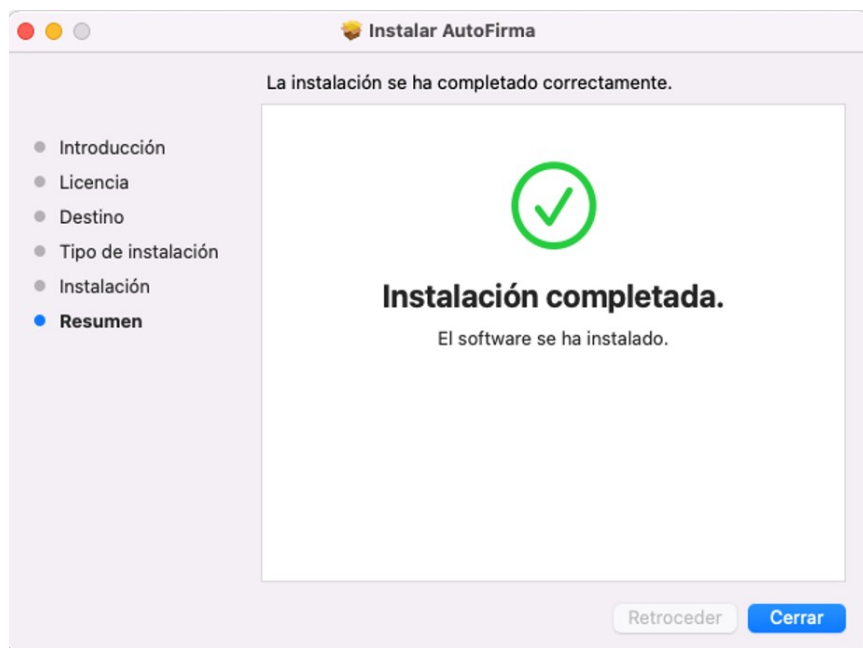 Instalar AutoFirma
La instalación se ha completado correctamente.
Introducción
Licencia
Destino
Tipo de instalación
Instalación
Resumen
Instalación completada.
El software se ha instalado.
Retroceder
Cerrar